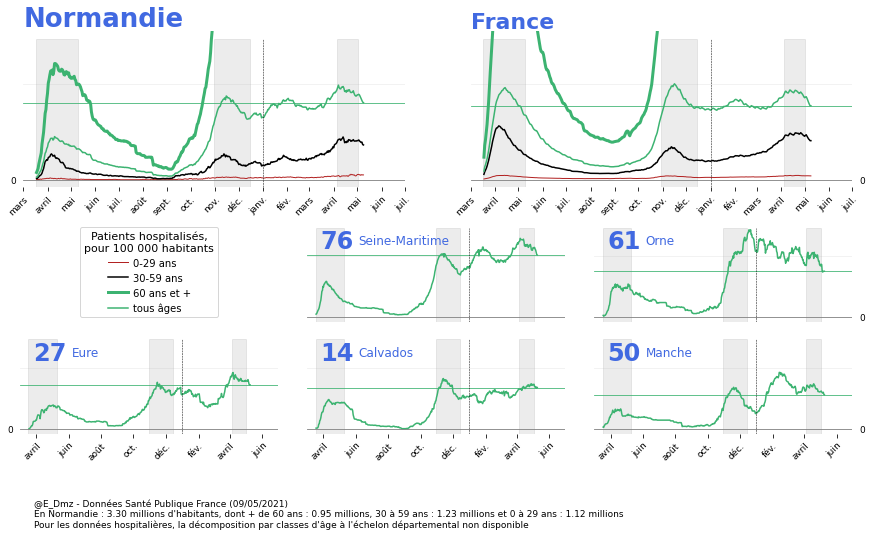 Normandie
France
0
mars avril mai juin juil. août sept. oct. nov. déc. janv. fév. mars avril mai juin juil.
mars avril mai juin juil. août sept. oct. nov. déc. janv. fév. mars avril mai juin juil.
0
Patients hospitalisés,
pour 100 000 habitants
0-29 ans
30-59 ans
60 ans et +
tous âges
76 Seine-Maritime
61 Orne
0
27 Eure
14 Calvados
50 Manche
0
0
avril juin août oct. déc. fév. avril juin
avril juin août oct. déc. fév. avril juin
avril juin août oct. déc. fév. avril juin
@E_Dmz - Données Santé Publique France (09/05/2021)
En Normandie : 3.30 millions d'habitants, dont + de 60 ans : 0.95 millions, 30 à 59 ans : 1.23 millions et 0 à 29 ans : 1.12 millions
Pour les données hospitalières, la décomposition par classes d'âge à l'échelon départemental non disponible